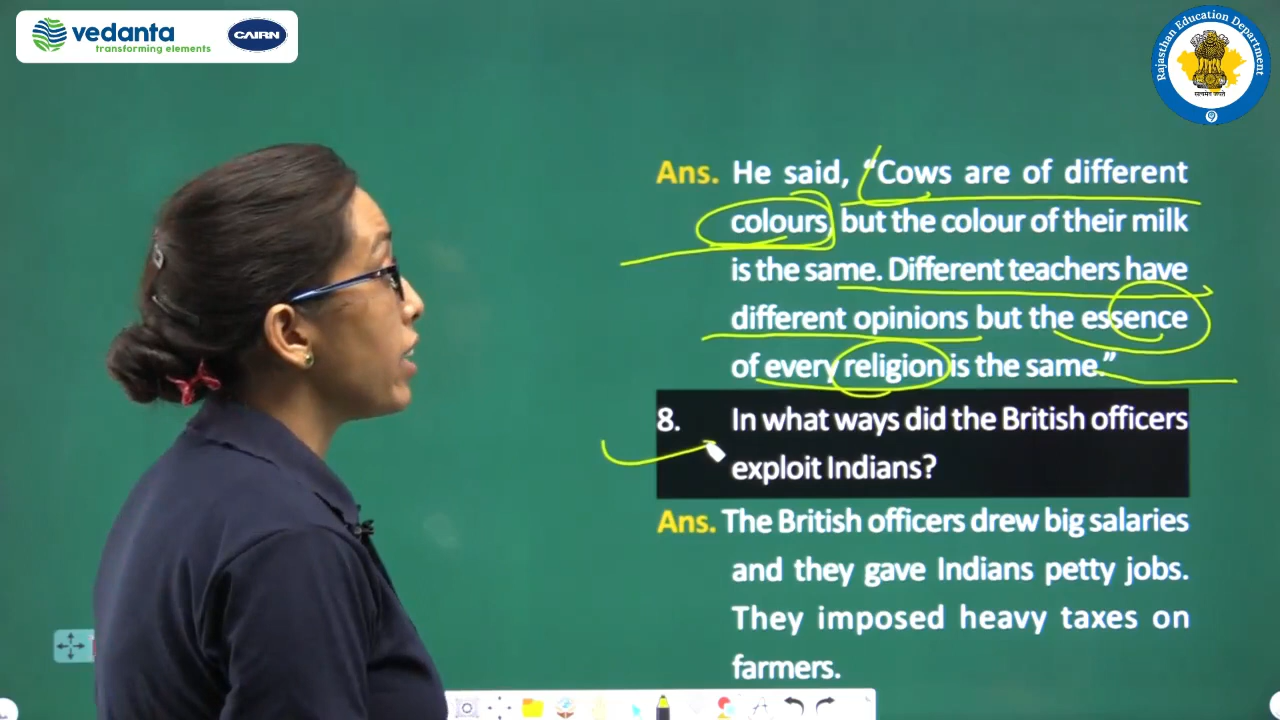 vedanta
transforming elements
CAIRN
Rajasthan Education Department
सत्यमेव जयते
Ans. He said, “Cows are of different
colours, but the colour of their milk
is the same. Different teachers have
different opinions but the essence
of every religion is the same.”
8. In what ways did the British officers
exploit Indians?
Ans. The British officers drew big salaries
and they gave Indians petty jobs.
They imposed heavy taxes on
farmers.